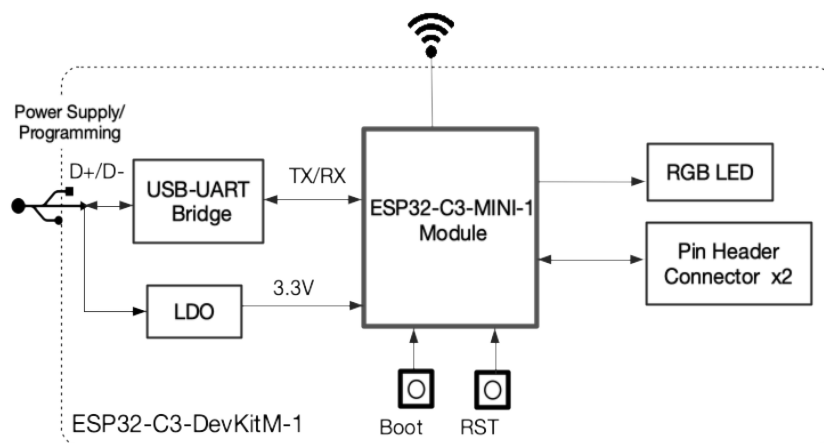 Power Supply/
Programming
D+/D-
USB-UART
Bridge
TX/RX
ESP32-C3-MINI-1
Module
RGB LED
Pin Header
Connector x2
LDO
3.3V
Boot
RST
ESP32-C3-DevKitM-1